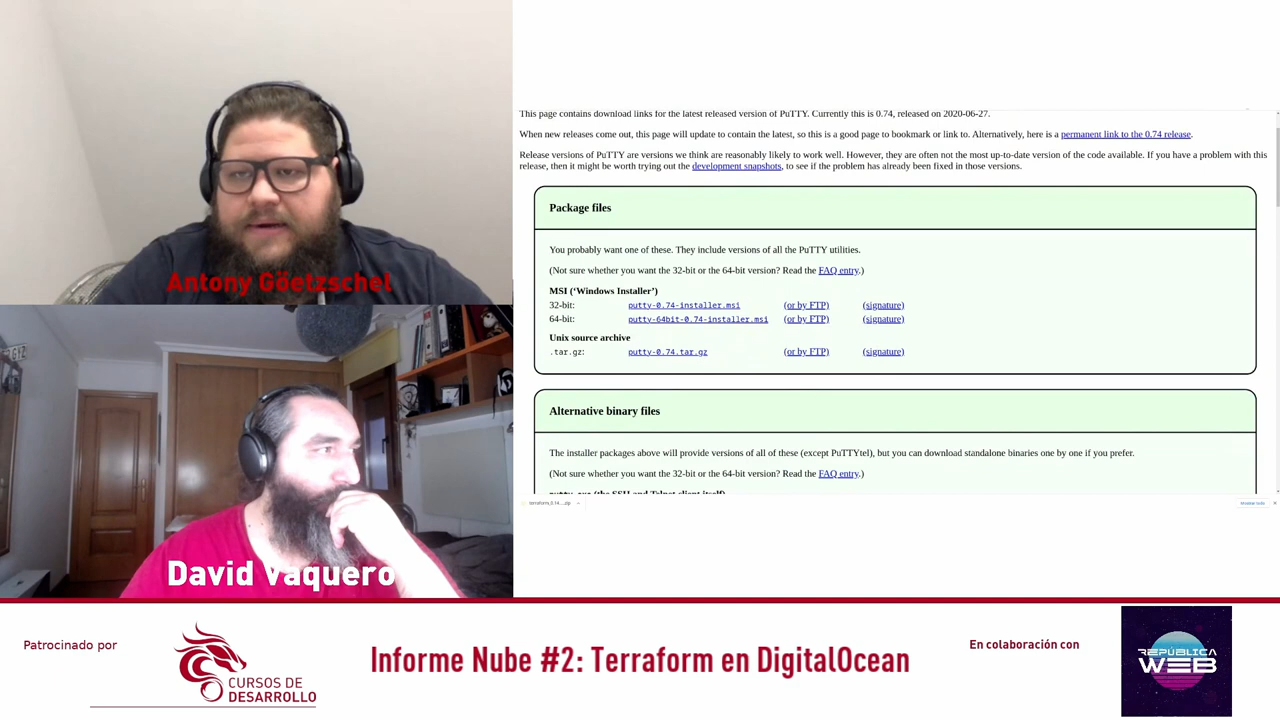 Antony Göetzschel
David Vaquero
This page contains download links for the latest released version of PuTTY. Currently this is 0.74, released on 2020-06-27.
When new releases come out, this page will update to contain the latest, so this is a good page to bookmark or link to. Alternatively, here is a permanent link to the 0.74 release.
Release versions of PuTTY are versions we think are reasonably likely to work well. However, they are often not the most up-to-date version of the code available. If you have a problem with this
release, then it might be worth trying out the development snapshots, to see if the problem has already been fixed in those versions.
Package files
You probably want one of these. They include versions of all the PuTTY utilities.
(Not sure whether you want the 32-bit or the 64-bit version? Read the FAQ entry.)
MSI (‘Windows Installer’)
32-bit: putty-0.74-installer.msi (or by FTP) (signature)
64-bit: putty-64bit-0.74-installer.msi (or by FTP) (signature)
Unix source archive
.tar.gz: putty-0.74.tar.gz (or by FTP) (signature)
Alternative binary files
The installer packages above will provide versions of all of these (except PuTTYtel), but you can download standalone binaries one by one if you prefer.
(Not sure whether you want the 32-bit or the 64-bit version? Read the FAQ entry.)
putty.exe (the SSH and Telnet client itself)
terraform_0.14....zip
Patrocinado por
CURSOS DE
DESARROLLO
Informe Nube #2: Terraform en DigitalOcean
En colaboración con
REPÚBLICA
WEB